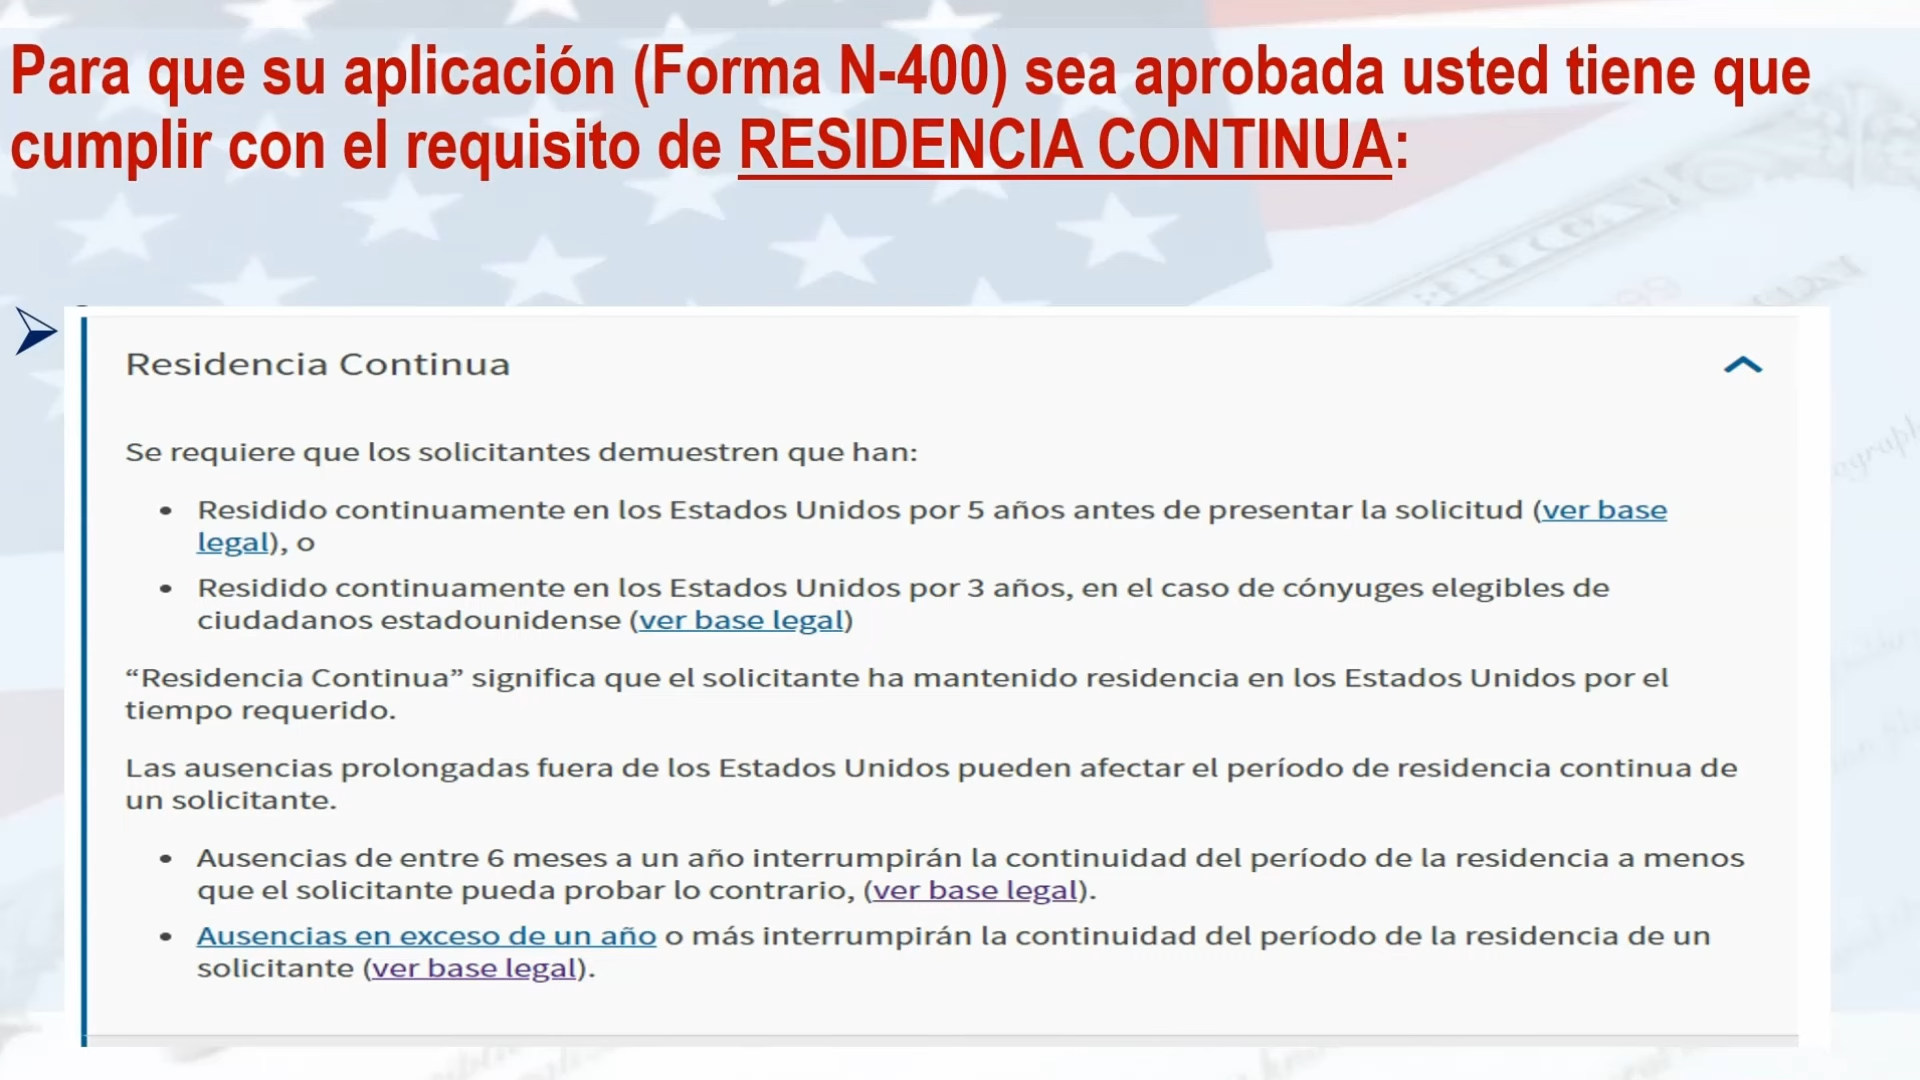 Para que su aplicación (Forma N-400) sea aprobada usted tiene que
cumplir con el requisito de RESIDENCIA CONTINUA:
Residencia Continua
Se requiere que los solicitantes demuestren que han:
• Residido continuamente en los Estados Unidos por 5 años antes de presentar la solicitud (ver base
legal), o
• Residido continuamente en los Estados Unidos por 3 años, en el caso de cónyuges elegibles de
ciudadanos estadounidense (ver base legal)
“Residencia Continua” significa que el solicitante ha mantenido residencia en los Estados Unidos por el
tiempo requerido.
Las ausencias prolongadas fuera de los Estados Unidos pueden afectar el período de residencia continua de
un solicitante.
• Ausencias de entre 6 meses a un año interrumpirán la continuidad del período de la residencia a menos
que el solicitante pueda probar lo contrario, (ver base legal).
• Ausencias en exceso de un año o más interrumpirán la continuidad del período de la residencia de un
solicitante (ver base legal).